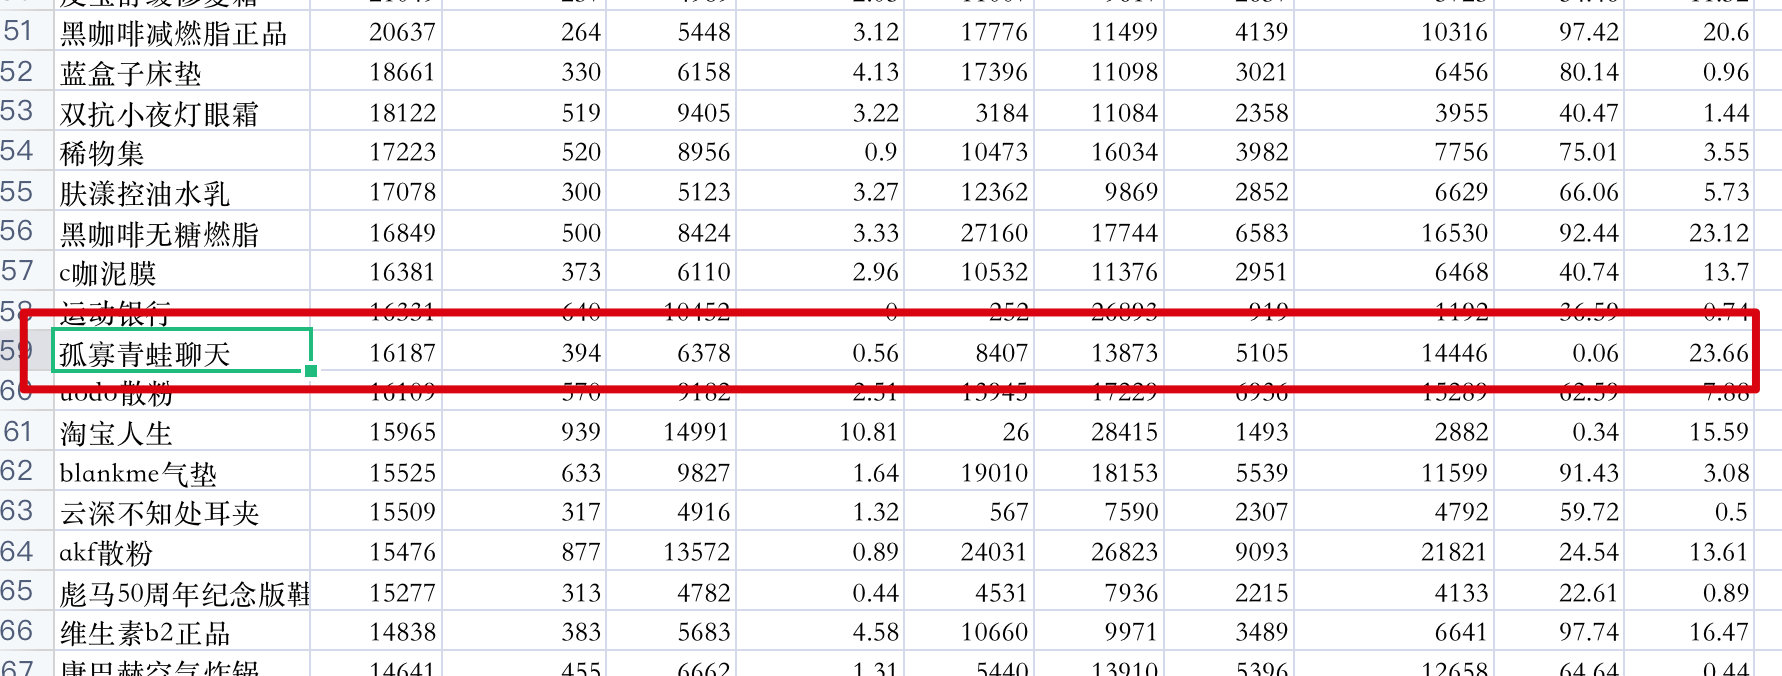 51 黑咖啡减燃脂正品 20637 264 5448 3.12 17776 11499 4139 10316 97.42 20.6
52 蓝盒子床垫 18661 330 6158 4.13 17396 11098 3021 6456 80.14 0.96
53 双抗小夜灯眼霜 18122 519 9405 3.22 3184 11084 2358 3955 40.47 1.44
54 稀物集 17223 520 8956 0.9 10473 16034 3982 7756 75.01 3.55
55 肤漾控油水乳 17078 300 5123 3.27 12362 9869 2852 6629 66.06 5.73
56 黑咖啡无糖燃脂 16849 500 8424 3.33 27160 17744 6583 16530 92.44 23.12
57 c咖泥膜 16381 373 6110 2.96 10532 11376 2951 6468 40.74 13.7
58 运动银行 16331 640 10452 0 252 26893 919 1192 36.59 0.74
59 孤寡青蛙聊天 16187 394 6378 0.56 8407 13873 5105 14446 0.06 23.66
60 uodo散粉 16109 570 9182 2.51 13945 17229 6936 15289 62.59 7.88
61 淘宝人生 15965 939 14991 10.81 26 28415 1493 2882 0.34 15.59
62 blankme气垫 15525 633 9827 1.64 19010 18153 5539 11599 91.43 3.08
63 云深不知处耳夹 15509 317 4916 1.32 567 7590 2307 4792 59.72 0.5
64 akf散粉 15476 877 13572 0.89 24031 26823 9093 21821 24.54 13.61
65 彪马50周年纪念版鞋 15277 313 4782 0.44 4531 7936 2215 4133 22.61 0.89
66 维生素b2正品 14838 383 5683 4.58 10660 9971 3489 6641 97.74 16.47
67 康巴赫空气炸锅 14641 455 6662 1.31 5440 13910 5396 12658 64.64 0.44